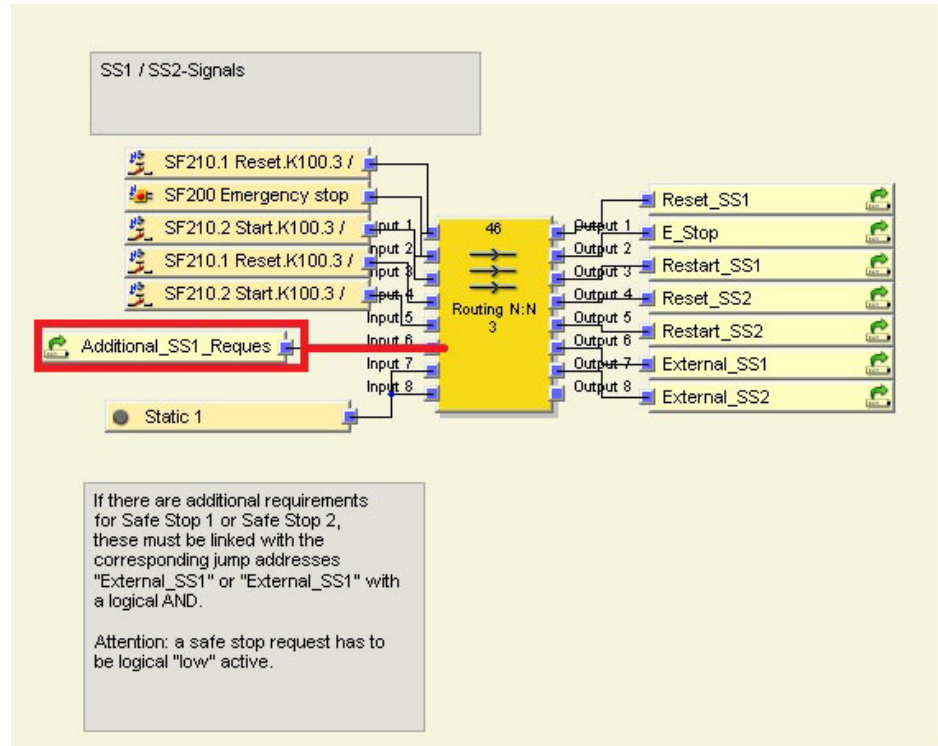 SS1 / SS2-Signals
SF210.1 Reset.K100.3 /
SF200 Emergency stop
SF210.2 Start.K100.3 /
SF210.1 Reset.K100.3 /
SF210.2 Start.K100.3 /
Additional_SS1_Reques
Static 1
Input 1
Input 2
Input 3
Input 4
Input 5
Input 6
Input 7
Input 8
46
Routing N:N
3
Output 1
Output 2
Output 3
Output 4
Output 5
Output 6
Output 7
Output 8
Reset_SS1
E_Stop
Restart_SS1
Reset_SS2
Restart_SS2
External_SS1
External_SS2
If there are additional requirements
for Safe Stop 1 or Safe Stop 2,
these must be linked with the
corresponding jump addresses
"External_SS1" or "External_SS1" with
a logical AND.
Attention: a safe stop request has to
be logical "low" active.